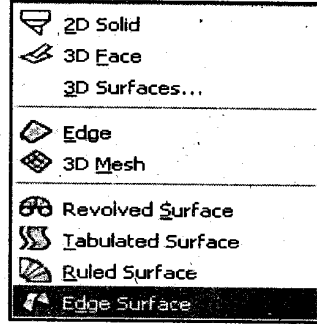 2D Solid
3D Face
3D Surfaces...
Edge
3D Mesh
Revolved Surface
Tabulated Surface
Ruled Surface
Edge Surface